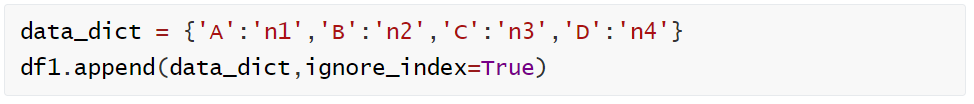 data_dict = {'A':'n1','B':'n2','C':'n3','D':'n4'}
df1.append(data_dict,ignore_index=True)